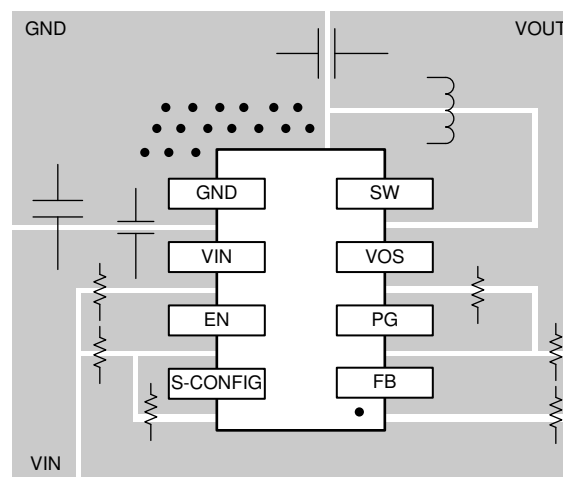 GND
VOUT
GND
SW
VIN
VOS
EN
PG
S-CONFIG
FB
VIN